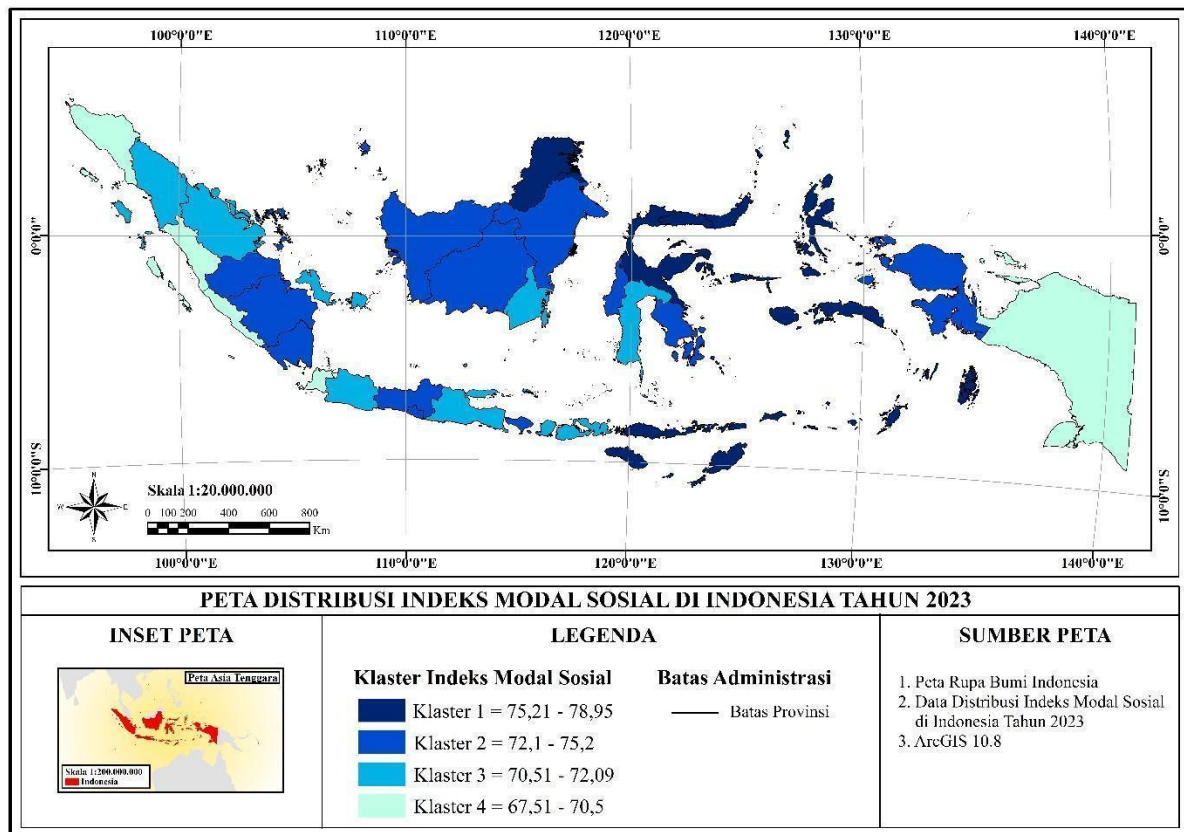 100°0'0"E 110°0'0"E 120°0'0"E 130°0'0"E 140°0'0"E
0°0'0" 0°0'0"
10°0'0"S 10°0'0"S
N
W E
S
Skala 1:20.000.000
0 100 200 400 600 800
Km
100°0'0"E 110°0'0"E 120°0'0"E 130°0'0"E 140°0'0"E
PETA DISTRIBUSI INDEKS MODAL SOSIAL DI INDONESIA TAHUN 2023
INSET PETA
Peta Asia Tenggara
Skala 1:200.000.000
Indonesia
LEGENDA
Klaster Indeks Modal Sosial
Klaster 1 = 75,21 - 78,95
Klaster 2 = 72,1 - 75,2
Klaster 3 = 70,51 - 72,09
Klaster 4 = 67,51 - 70,5
Batas Administrasi
Batas Provinsi
SUMBER PETA
1. Peta Rupa Bumi Indonesia
2. Data Distribusi Indeks Modal Sosial
di Indonesia Tahun 2023
3. ArcGIS 10.8